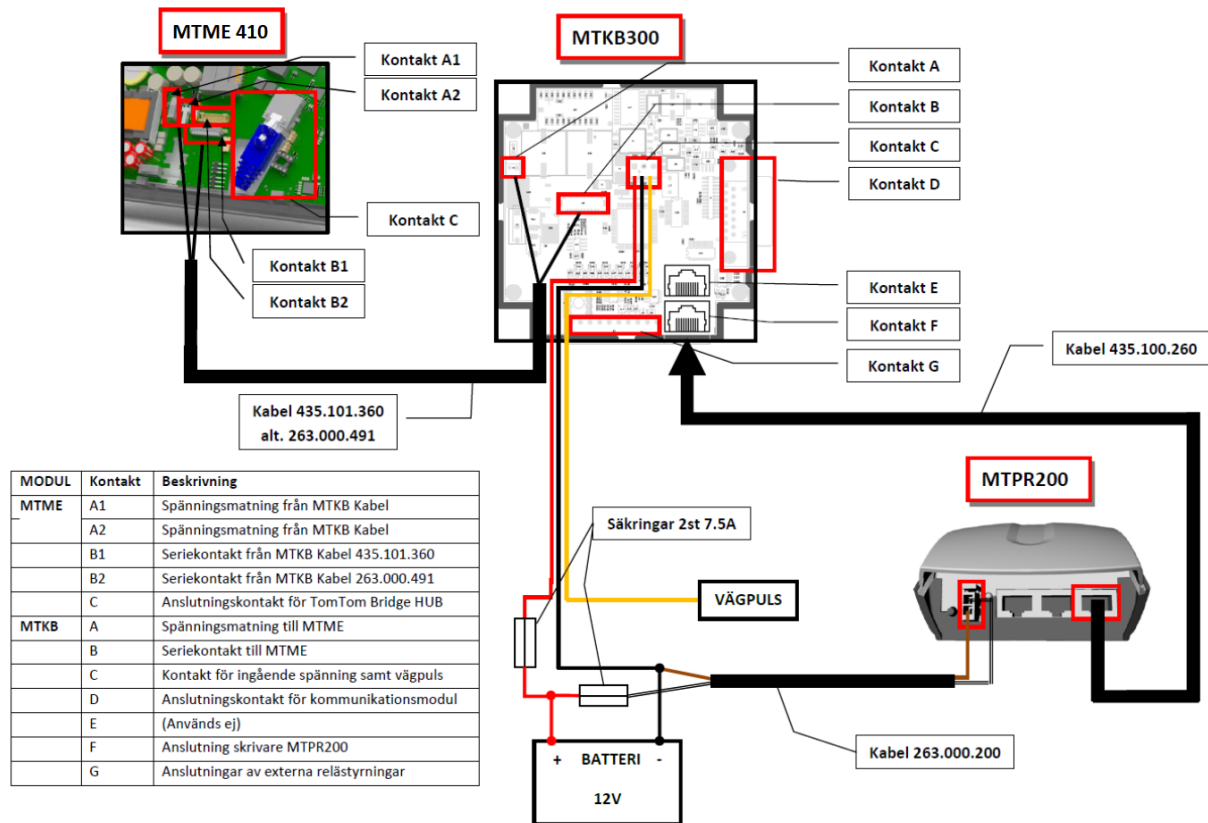 MTME 410
MTKB300
Kontakt A1
Kontakt A2
Kontakt C
Kontakt B1
Kontakt B2
Kontakt A
Kontakt B
Kontakt C
Kontakt D
Kontakt E
Kontakt F
Kontakt G
Kabel 435.101.360
alt. 263.000.491
Kabel 435.100.260
MTPR200
MODUL Kontakt Beskrivning
MTME A1 Spänningsmatning från MTKB Kabel
A2 Spänningsmatning från MTKB Kabel
B1 Seriekontakt från MTKB Kabel 435.101.360
B2 Seriekontakt från MTKB Kabel 263.000.491
C Anslutningskontakt för TomTom Bridge HUB
MTKB A Spänningsmatning till MTME
B Seriekontakt till MTME
C Kontakt för ingående spänning samt vägpuls
D Anslutningskontakt för kommunikationsmodul
E (Används ej)
F Anslutning skrivare MTPR200
G Anslutningar av externa relästyrningar
Säkringar 2st 7.5A
VÄGPULS
Kabel 263.000.200
+ BATTERI -
12V